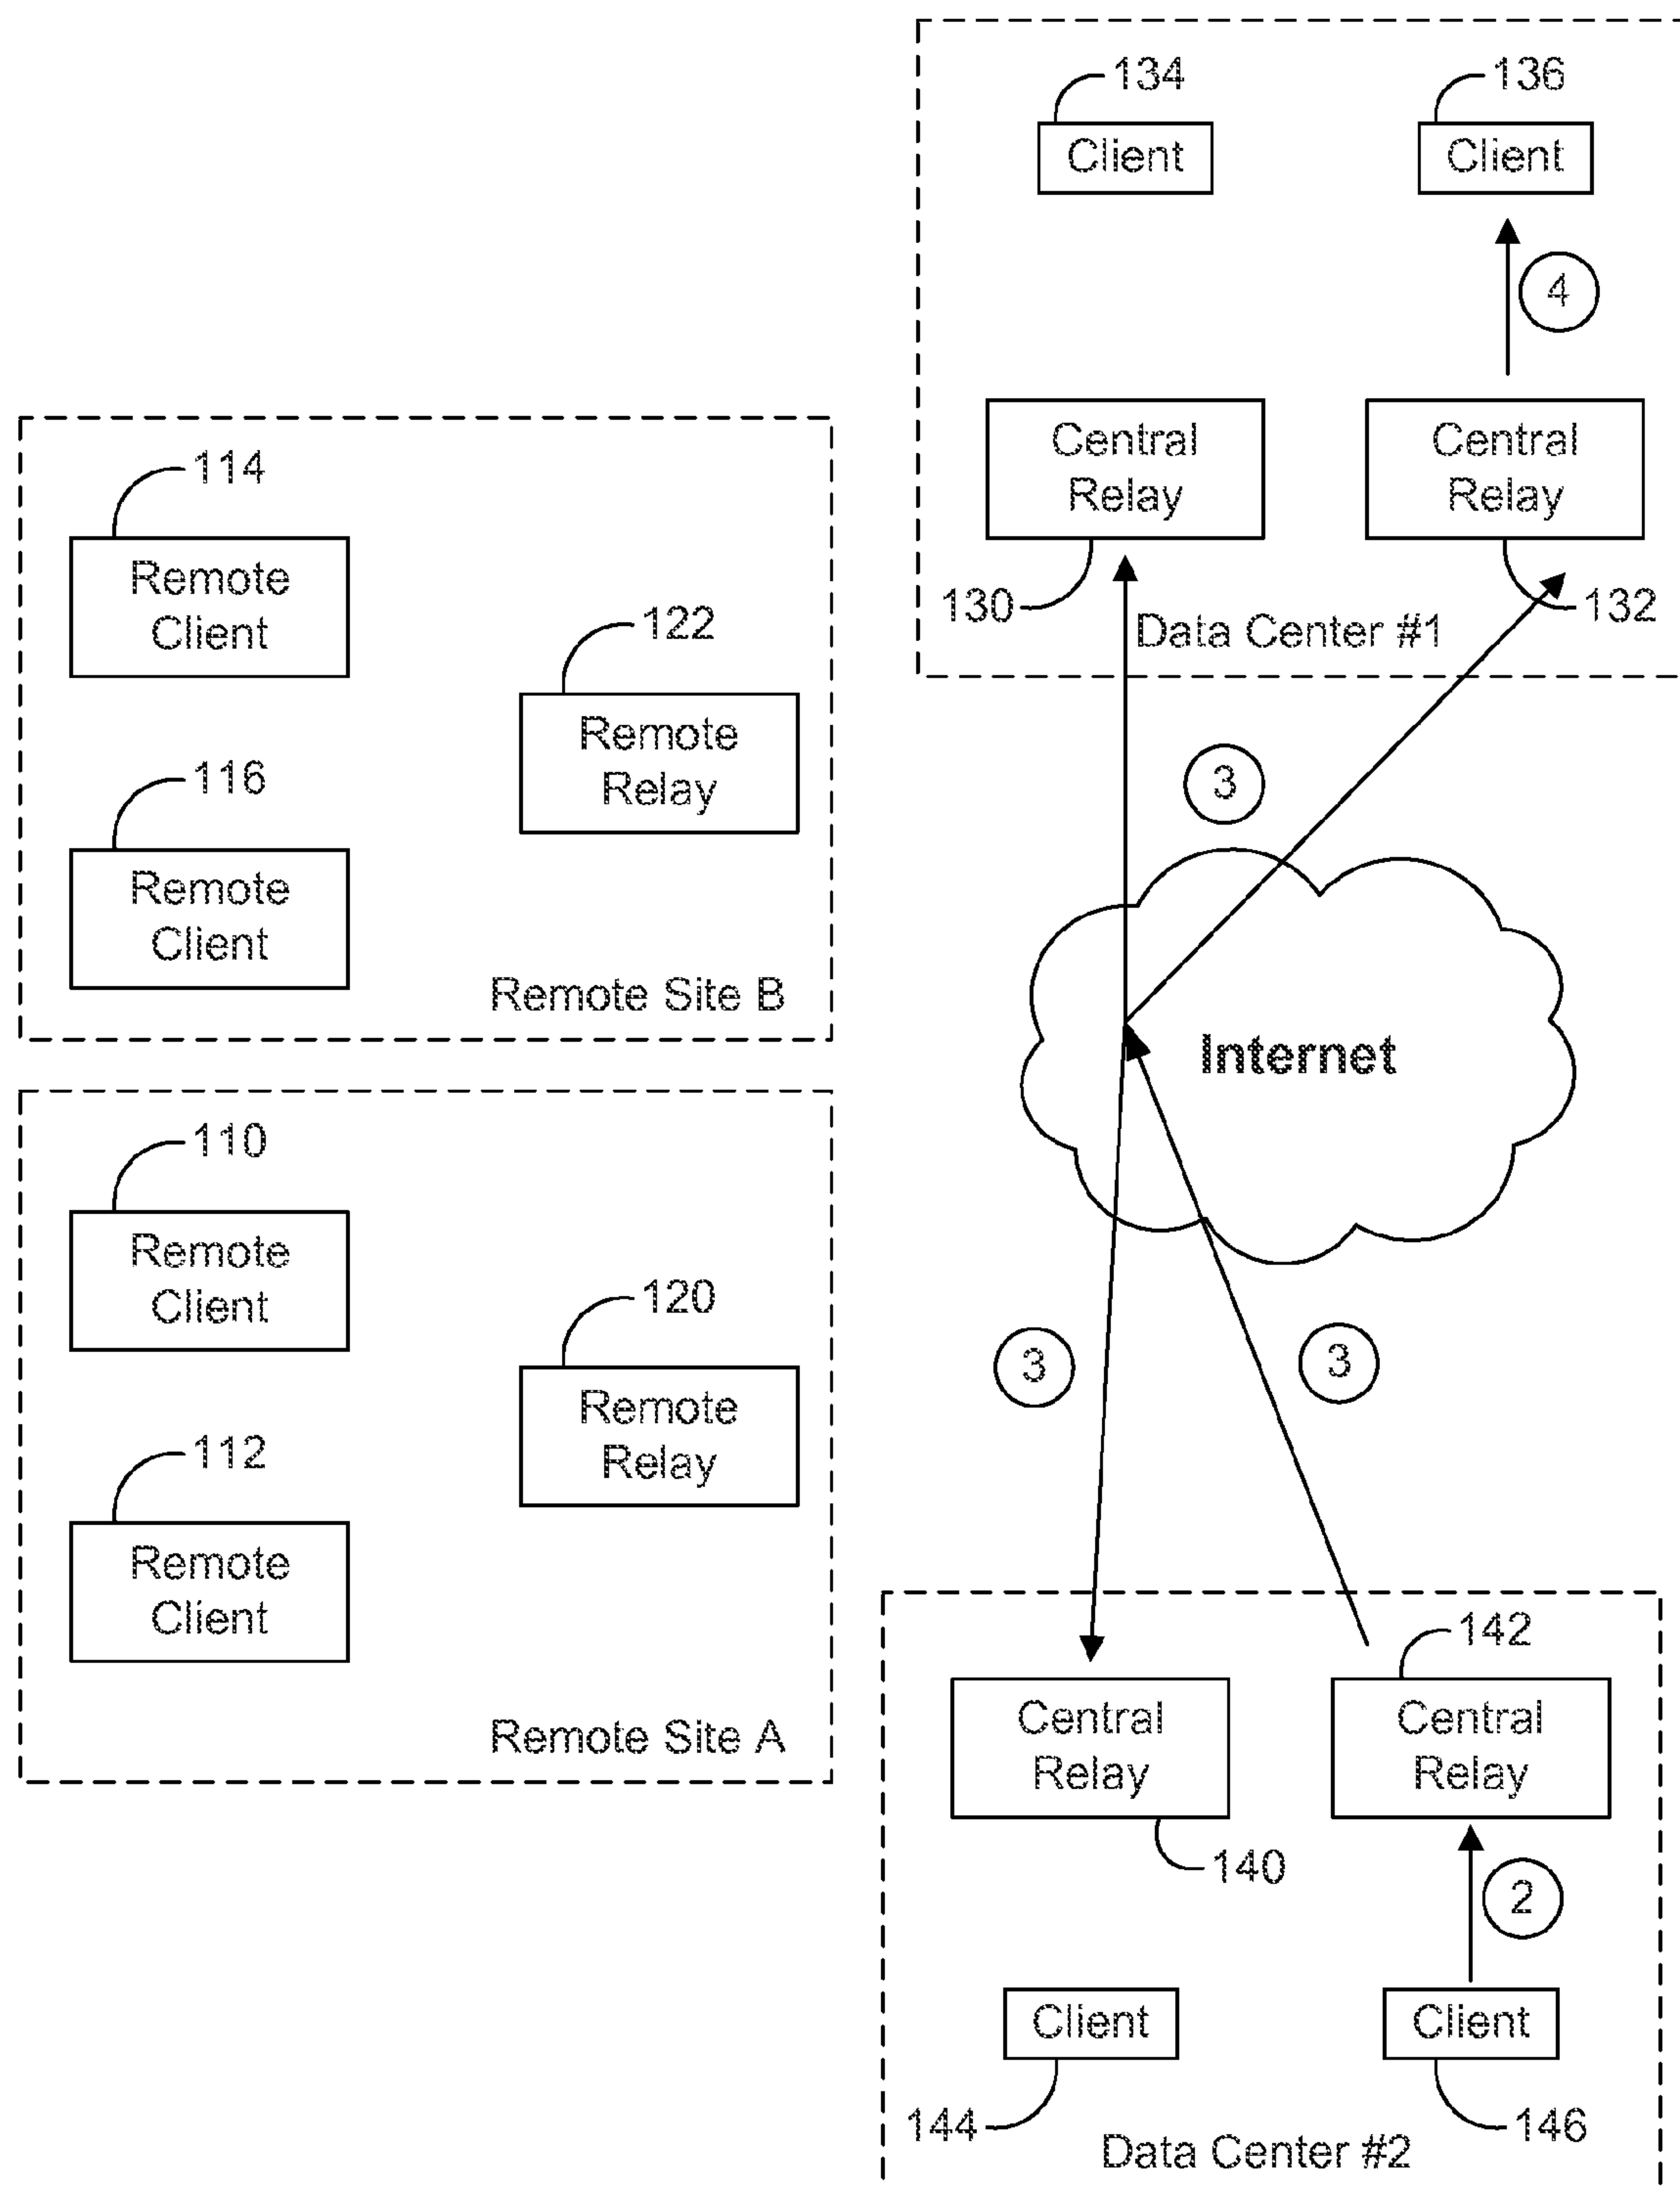 134
136
Client
Client
4
Central
Relay
Central
Relay
130
132
Data Center #1
114
Remote
Client
122
Remote
Relay
116
Remote
Client
Remote Site B
3
Internet
110
Remote
Client
120
Remote
Relay
112
Remote
Client
Remote Site A
3
3
142
Central
Relay
Central
Relay
140
2
Client
Client
144
146
Data Center #2